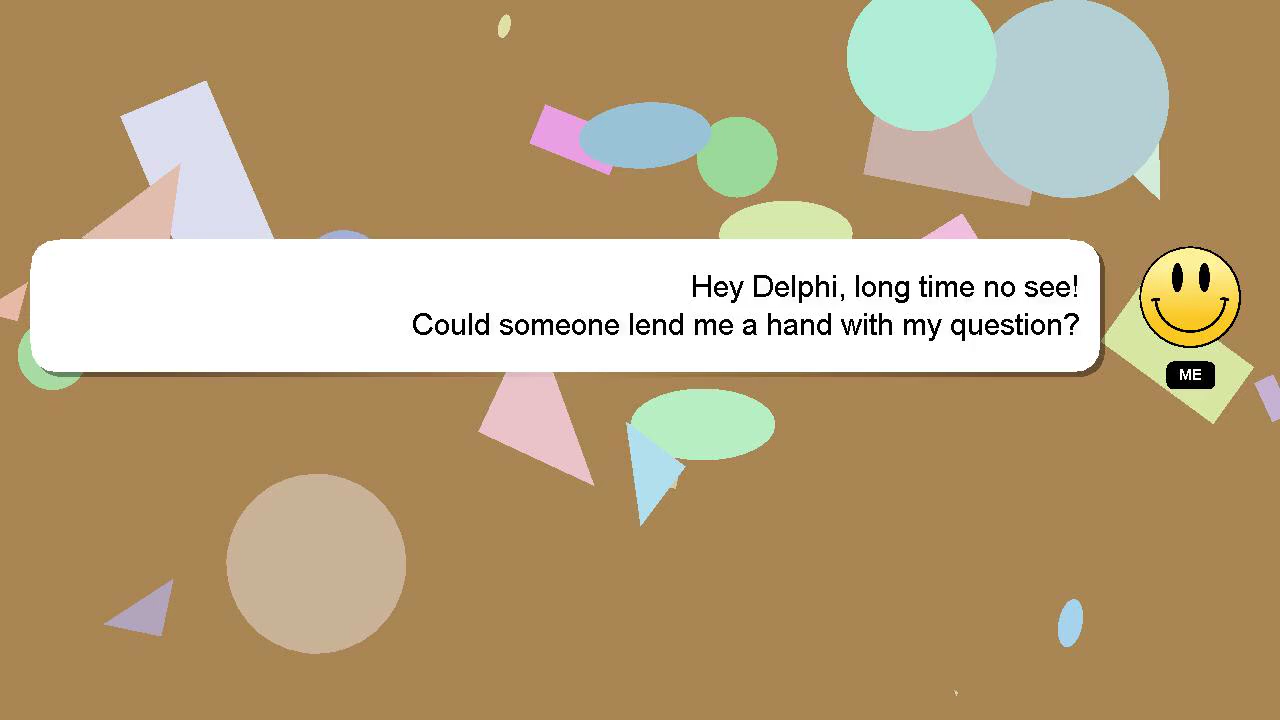 Hey Delphi, long time no see!
Could someone lend me a hand with my question?
ME